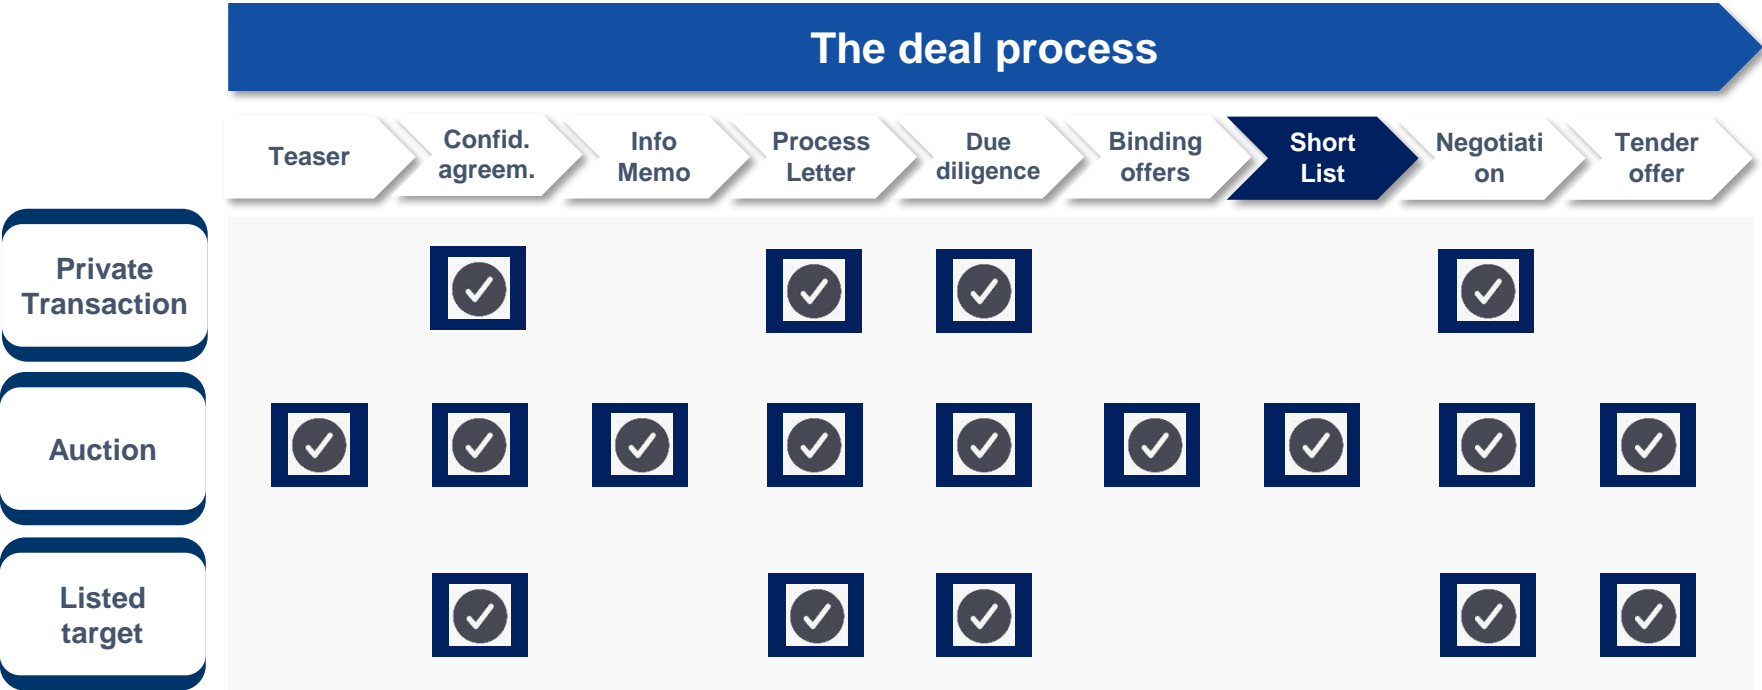 The deal process
Teaser
Confid.
agreem.
Info
Memo
Process
Letter
Due
diligence
Binding
offers
Short
List
Negotiati
on
Tender
offer
Private
Transaction
Auction
Listed
target